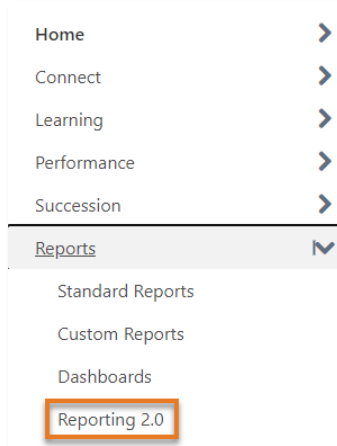 Home
Connect
Learning
Performance
Succession
Reports
Standard Reports
Custom Reports
Dashboards
Reporting 2.0